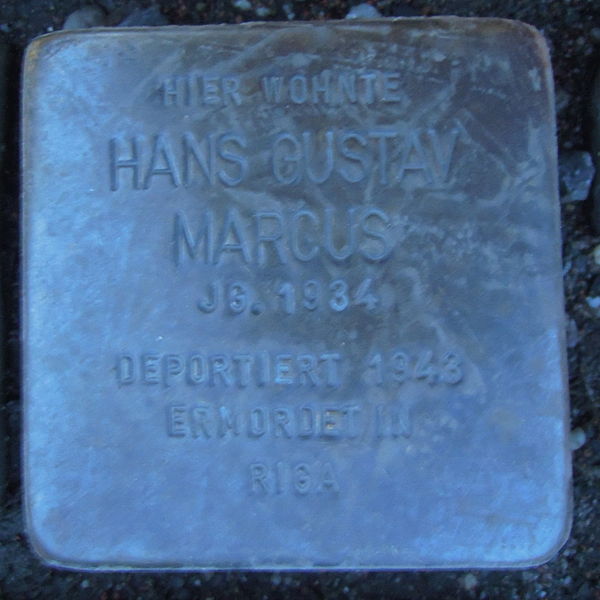 HIER WOHNTE
HANS GUSTAV
MARCUS
JG. 1934
DEPORTIERT 1943
ERMORDET IN
RIGA